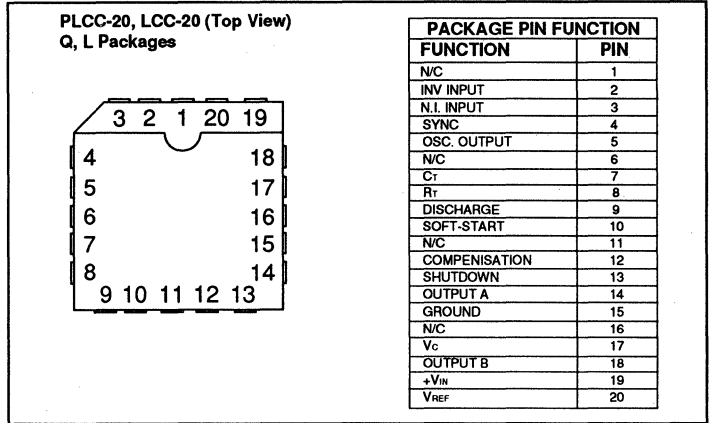 PLCC-20, LCC-20 (Top View)
Q, L Packages
3 2 1 20 19
4 18
5 17
6 16
7 15
8 14
9 10 11 12 13
PACKAGE PIN FUNCTION
FUNCTION PIN
N/C 1
INV INPUT 2
N.I. INPUT 3
SYNC 4
OSC. OUTPUT 5
N/C 6
CT 7
RT 8
DISCHARGE 9
SOFT-START 10
N/C 11
COMPENISATION 12
SHUTDOWN 13
OUTPUT A 14
GROUND 15
N/C 16
VC 17
OUTPUT B 18
+VIN 19
VREF 20